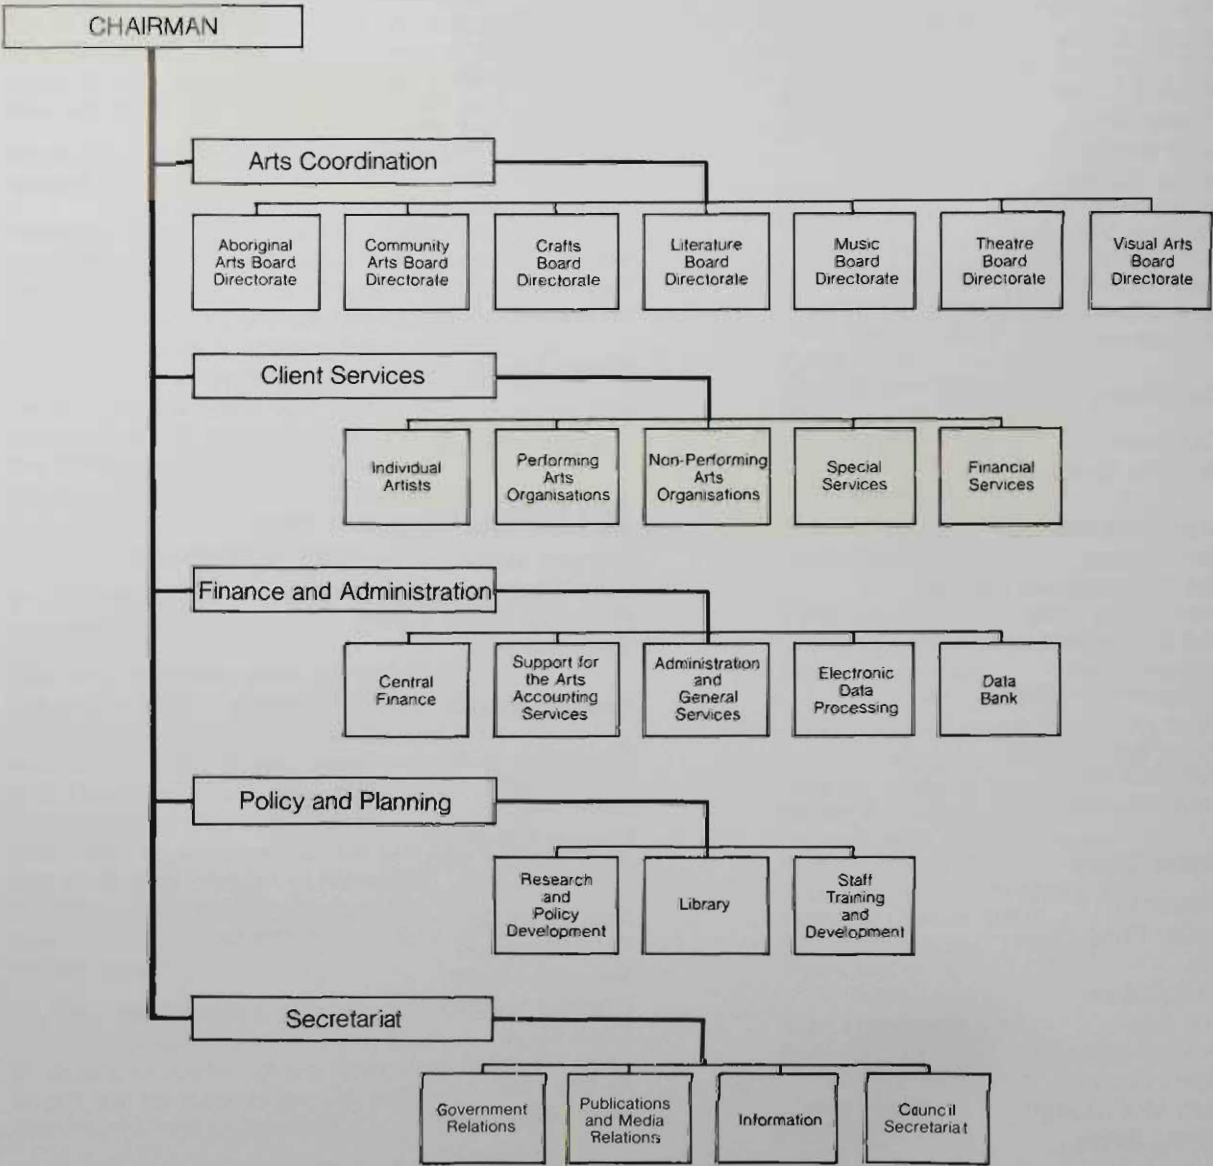 CHAIRMAN
Arts Coordination
Aboriginal
Arts Board
Directorate
Community
Arts Board
Directorate
Crafts
Board
Directorate
Literature
Board
Directorate
Music
Board
Directorate
Theatre
Board
Directorate
Visual Arts
Board
Directorate
Client Services
Individual
Artists
Performing
Arts
Organisations
Non-Performing
Arts
Organisations
Special
Services
Financial
Services
Finance and Administration
Central
Finance
Support for
the Arts
Accounting
Services
Administration
and
General
Services
Electronic
Data
Processing
Data
Bank
Policy and Planning
Research
and
Policy
Development
Library
Staff
Training
and
Development
Secretariat
Government
Relations
Publications
and Media
Relations
Information
Council
Secretariat